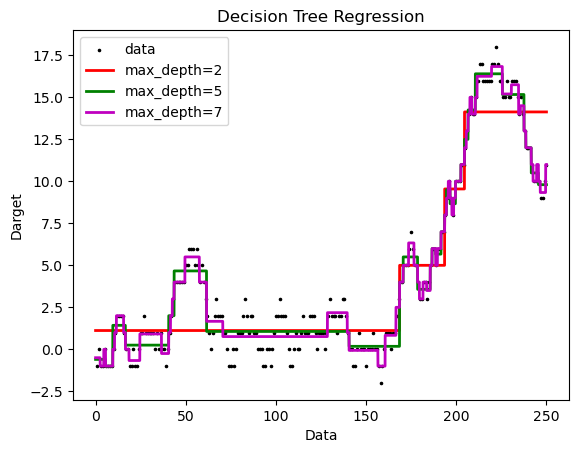 Decision Tree Regression
data
max_depth=2
max_depth=5
max_depth=7
17.5
15.0
12.5
10.0
7.5
5.0
2.5
0.0
−2.5
Darget
0
50
100
150
200
250
Data